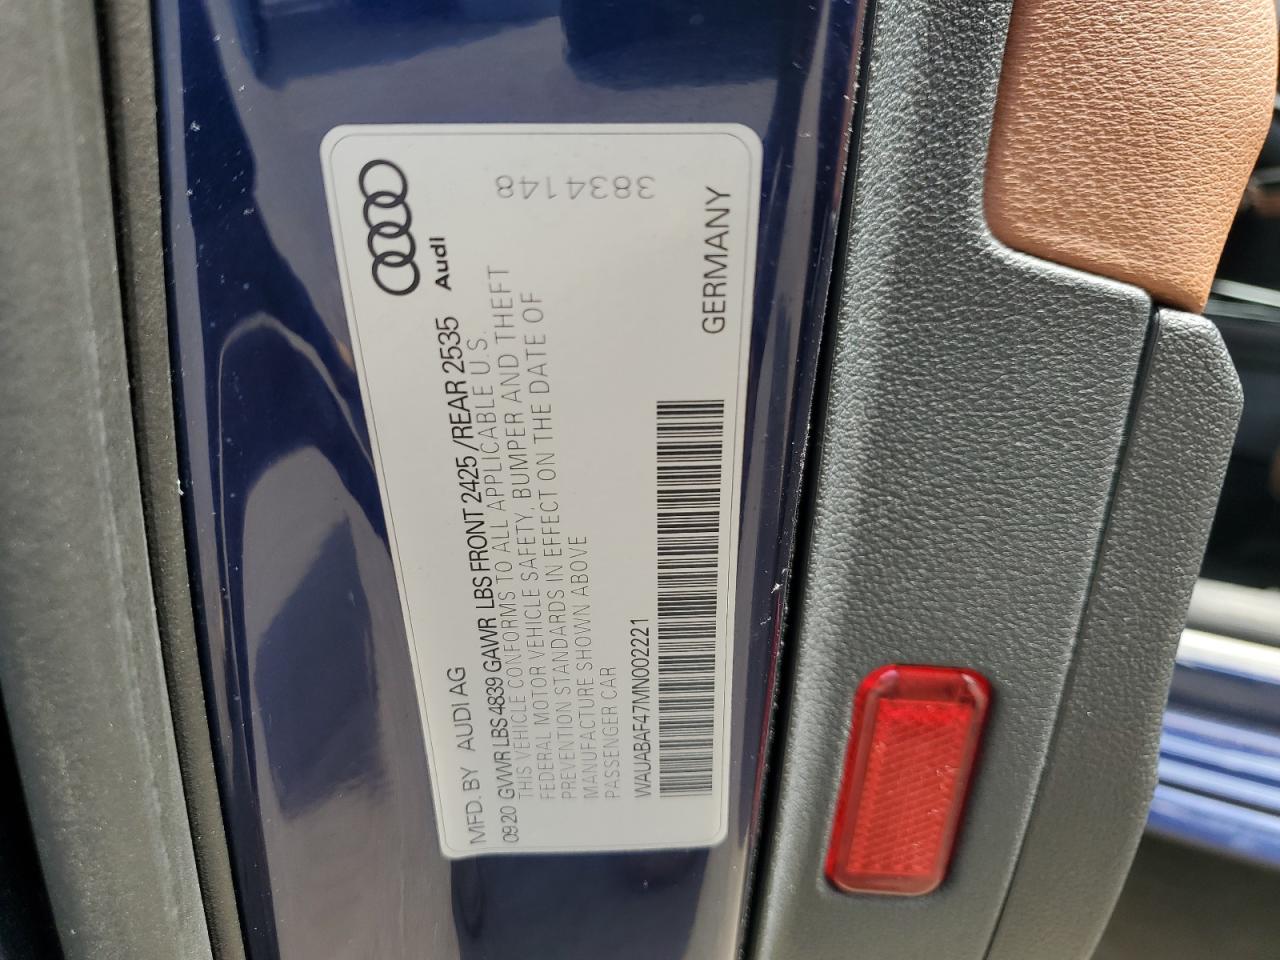 MFD. BY AUDI AG
Audi
09.20 GVWR LBS 4839 GAWR LBS FRONT 2425 /REAR 2535
THIS VEHICLE CONFORMS TO ALL APPLICABLE U.S.
FEDERAL MOTOR VEHICLE SAFETY, BUMPER AND THEFT
PREVENTION STANDARDS IN EFFECT ON THE DATE OF
MANUFACTURE SHOWN ABOVE
PASSENGER CAR
3834148
WAUABAF47MN002221
GERMANY